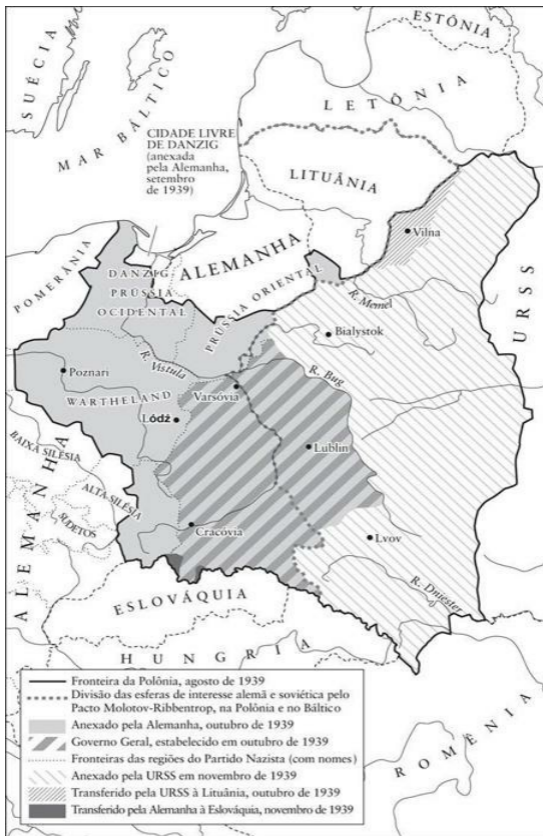 SUÉCIA
MAR BÁLTICO
ESTÔNIA
LETÔNIA
CIDADE LIVRE
DE DANZIG
(anexada
pela Alemanha,
setembro
de 1939)
LITUÂNIA
Vilna
URSS
POMERÂNIA
DANZIG
PRÚSSIA
OCIDENTAL
ALEMANHA
PRÚSSIA ORIENTAL
R. Memel
Bialystok
Poznań
R. Vístula
R. Bug
WARTHELAND
Varsóvia
Lódź
Lublin
ALEMANHA
BAIXA SILÉSIA
ALTA SILÉSIA
SUDETOS
Cracóvia
Lvov
R. Dniester
ESLOVÁQUIA
HUNGRIA
ROMÊNIA
Fronteira da Polônia, agosto de 1939
Divisão das esferas de interesse alemã e soviética pelo
Pacto Molotov-Ribbentrop, na Polônia e no Báltico
Anexado pela Alemanha, outubro de 1939
Governo Geral, estabelecido em outubro de 1939
Fronteiras das regiões do Partido Nazista (com nomes)
Anexado pela URSS em novembro de 1939
Transferido pela URSS à Lituânia, outubro de 1939
Transferido pela Alemanha à Eslováquia, novembro de 1939